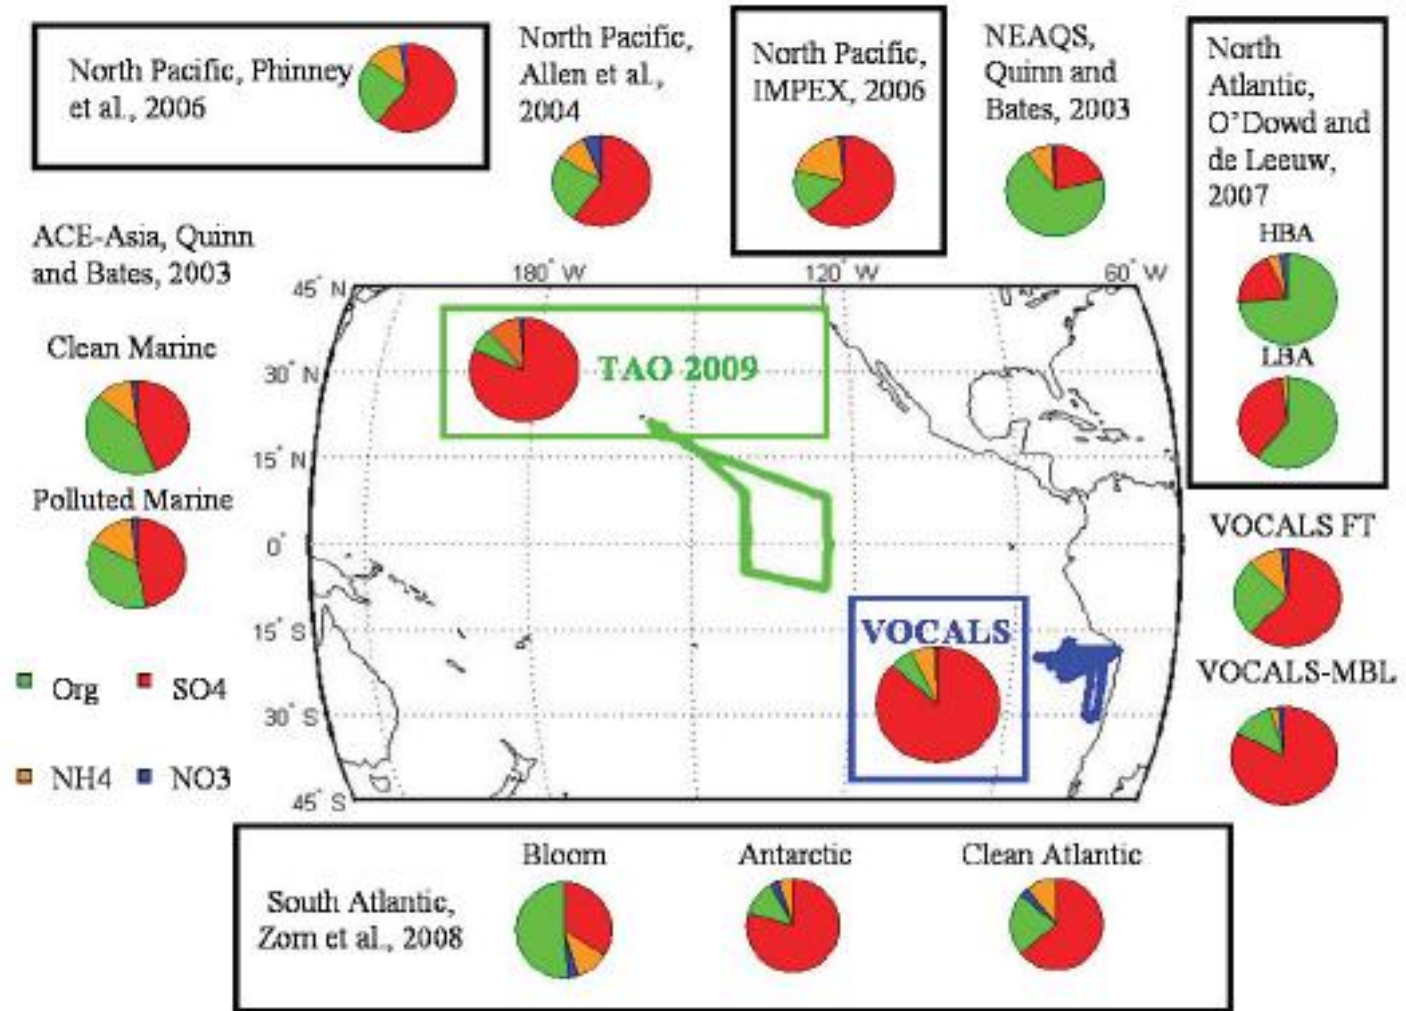 North Pacific, Phinney
et al., 2006
North Pacific,
Allen et al.,
2004
North Pacific,
IMPEX, 2006
NEAQS,
Quinn and
Bates, 2003
North
Atlantic,
O'Dowd and
de Leeuw,
2007
HBA
LBA
ACE-Asia, Quinn
and Bates, 2003
Clean Marine
Polluted Marine
180° W
120° W
60° W
45° N
30° N
15° N
0°
15° S
30° S
45° S
TAO 2009
VOCALS
VOCALS FT
VOCALS-MBL
Org
SO4
NH4
NO3
South Atlantic,
Zorn et al., 2008
Bloom
Antarctic
Clean Atlantic